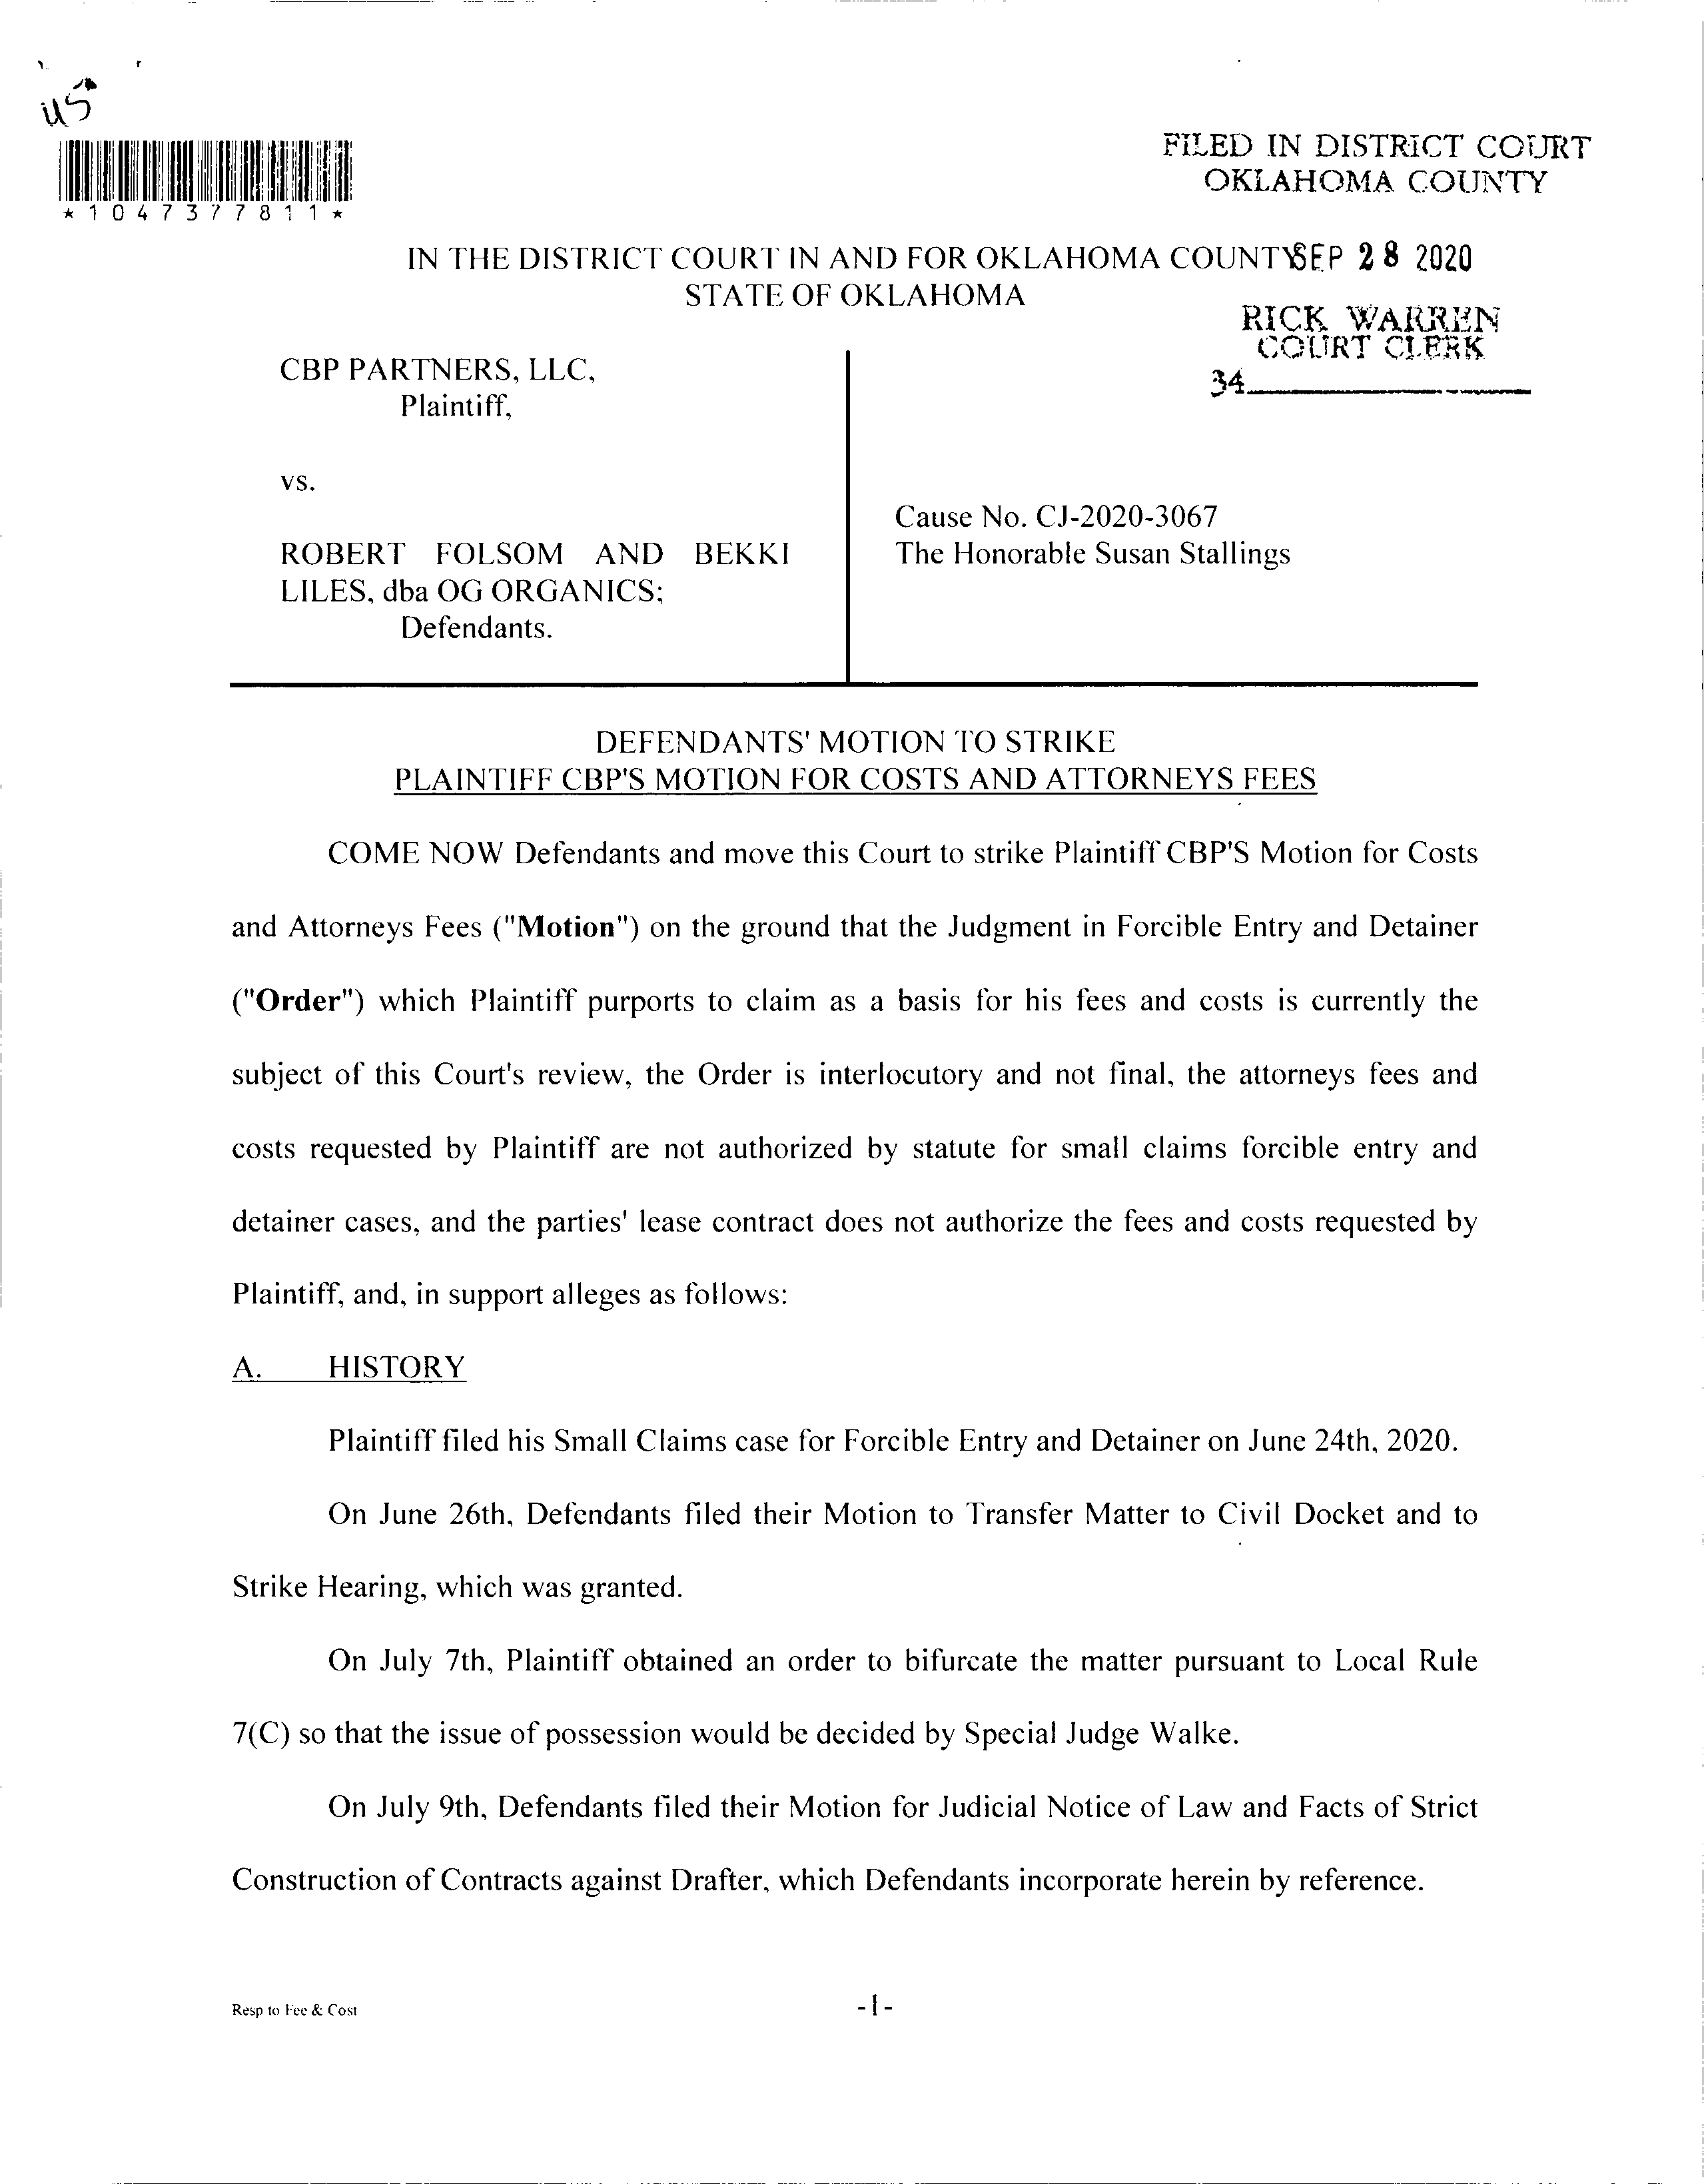 us
*1047377811*
FILED IN DISTRICT COURT
OKLAHOMA COUNTY
IN THE DISTRICT COURT IN AND FOR OKLAHOMA COUNTY SEP 28 2020
STATE OF OKLAHOMA
RICK WARREN
COURT CLERK
34
CBP PARTNERS, LLC,
Plaintiff,
vs.
ROBERT FOLSOM AND BEKKI
LILES, dba OG ORGANICS;
Defendants.
Cause No. CJ-2020-3067
The Honorable Susan Stallings
DEFENDANTS' MOTION TO STRIKE
PLAINTIFF CBP'S MOTION FOR COSTS AND ATTORNEYS FEES
COME NOW Defendants and move this Court to strike Plaintiff CBP'S Motion for Costs
and Attorneys Fees ("Motion") on the ground that the Judgment in Forcible Entry and Detainer
("Order") which Plaintiff purports to claim as a basis for his fees and costs is currently the
subject of this Court's review, the Order is interlocutory and not final, the attorneys fees and
costs requested by Plaintiff are not authorized by statute for small claims forcible entry and
detainer cases, and the parties' lease contract does not authorize the fees and costs requested by
Plaintiff, and, in support alleges as follows:
A. HISTORY
Plaintiff filed his Small Claims case for Forcible Entry and Detainer on June 24th, 2020.
On June 26th, Defendants filed their Motion to Transfer Matter to Civil Docket and to
Strike Hearing, which was granted.
On July 7th, Plaintiff obtained an order to bifurcate the matter pursuant to Local Rule
7(C) so that the issue of possession would be decided by Special Judge Walke.
On July 9th, Defendants filed their Motion for Judicial Notice of Law and Facts of Strict
Construction of Contracts against Drafter, which Defendants incorporate herein by reference.
Resp to Fee & Cost
-1-